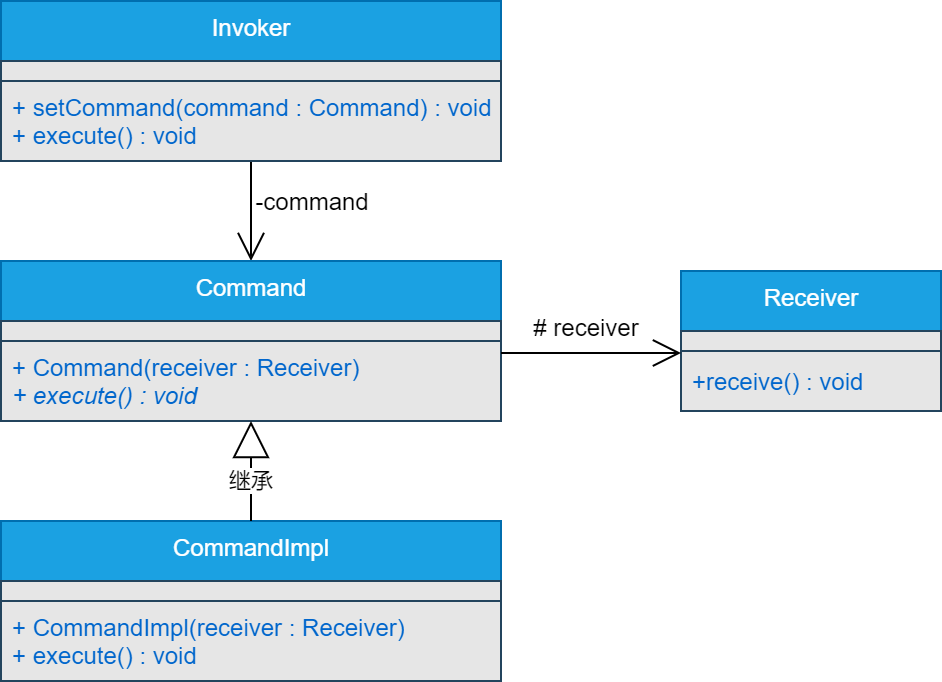 Invoker
+ setCommand(command : Command) : void
+ execute() : void
-command
Command
+ Command(receiver : Receiver)
+ execute() : void
# receiver
Receiver
+receive() : void
继承
CommandImpl
+ CommandImpl(receiver : Receiver)
+ execute() : void